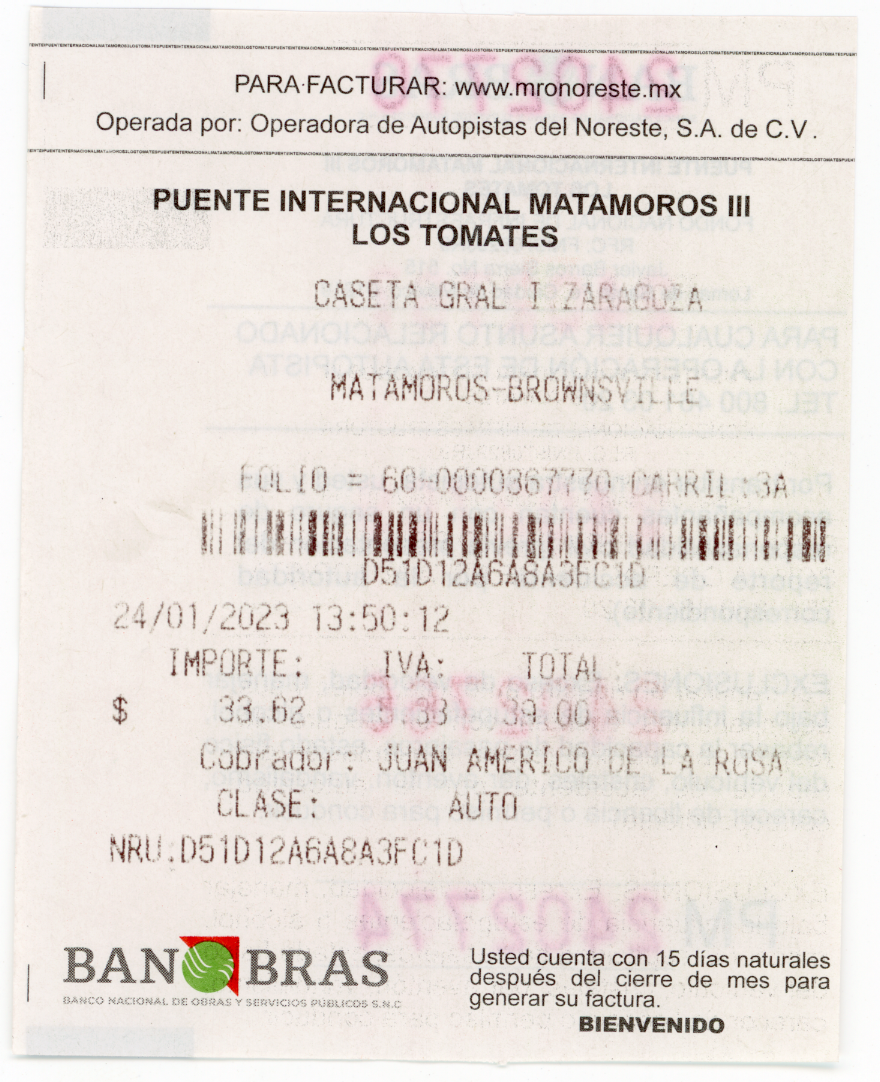 PARA FACTURAR: www.mronoreste.mx
Operada por: Operadora de Autopistas del Noreste, S.A. de C.V.
PUENTE INTERNACIONAL MATAMOROS III
LOS TOMATES
CASETA GRAL I ZARAGOZA
MATAMOROS-BROWNSVILLE
FOLIO = 60-0000367770 CARRIL:3A
D51D12A6A8A3FC1D
24/01/2023 13:50:12
IMPORTE: IVA: TOTAL
$ 33.62 5.38 39.00
Cobrador: JUAN AMERICO DE LA ROSA
CLASE: AUTO
NRU.D51D12A6A8A3FC1D
BANOBRAS
BANCO NACIONAL DE OBRAS Y SERVICIOS PÚBLICOS S.N.C
Usted cuenta con 15 días naturales
después del cierre de mes para
generar su factura.
BIENVENIDO